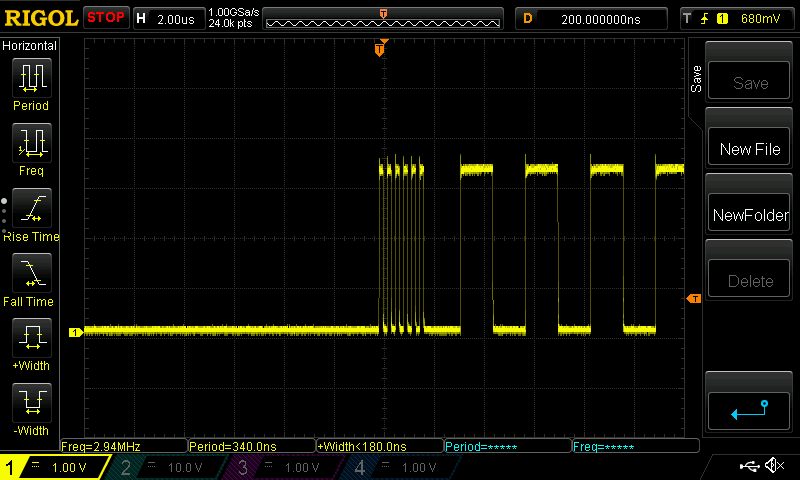 RIGOL STOP H 2.00us 1.00GSa/s 24.0k pts T D 200.000000ns T 1 680mV
Horizontal
Period
Freq
Rise Time
Fall Time
+Width
-Width
T
T
1
Save
Save
New File
NewFolder
Delete
Freq=2.94MHz Period=340.0ns +Width<180.0ns Period=***** Freq=*****
1 1.00 V 2 10.0 V 3 1.00 V 4 1.00 V